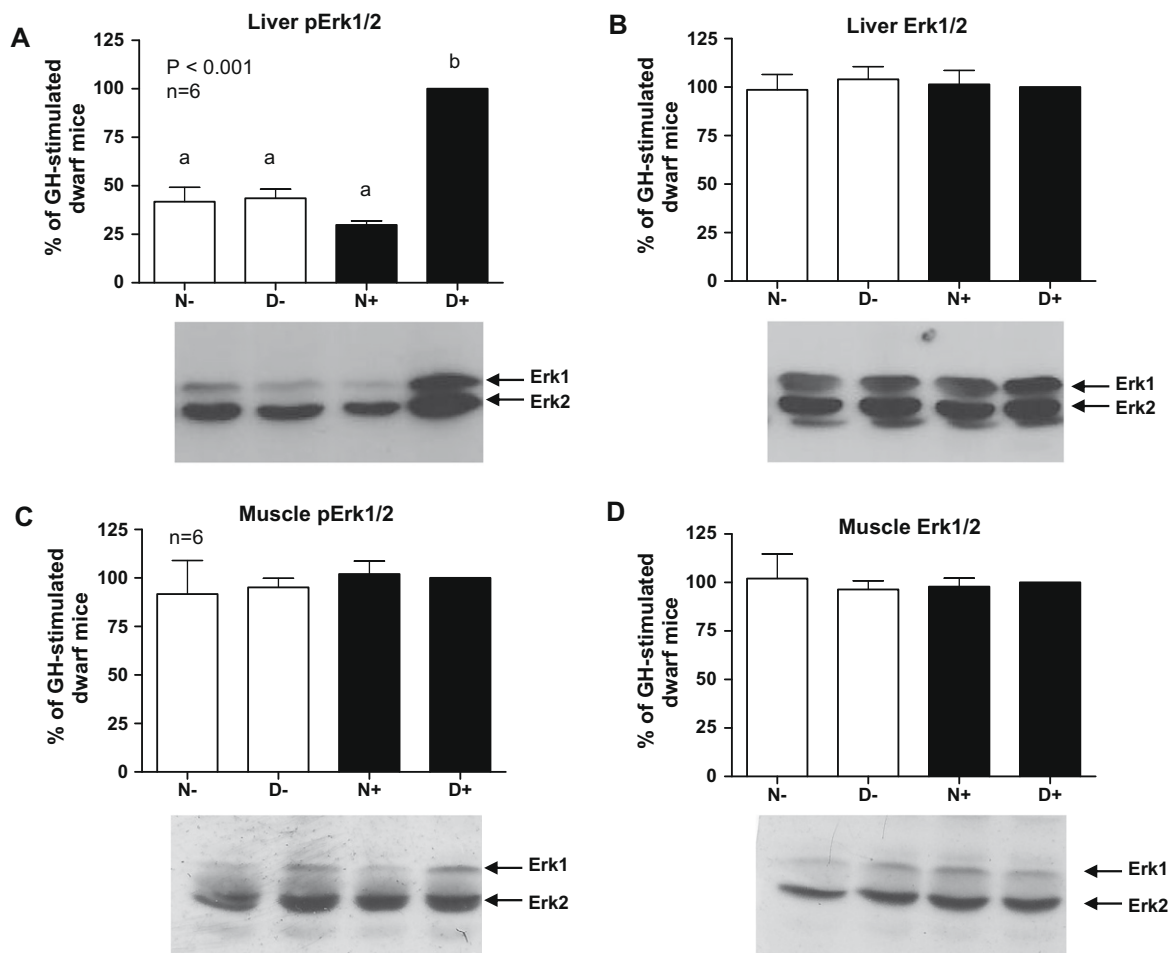 A
Liver pErk1/2
% of GH-stimulated
dwarf mice
125
100
75
50
25
0
P < 0.001
n=6
a
a
a
b
N-
D-
N+
D+
Erk1
Erk2
B
Liver Erk1/2
% of GH-stimulated
dwarf mice
125
100
75
50
25
0
N-
D-
N+
D+
Erk1
Erk2
C
Muscle pErk1/2
% of GH-stimulated
dwarf mice
125
100
75
50
25
0
n=6
N-
D-
N+
D+
Erk1
Erk2
D
Muscle Erk1/2
% of GH-stimulated
dwarf mice
125
100
75
50
25
0
N-
D-
N+
D+
Erk1
Erk2